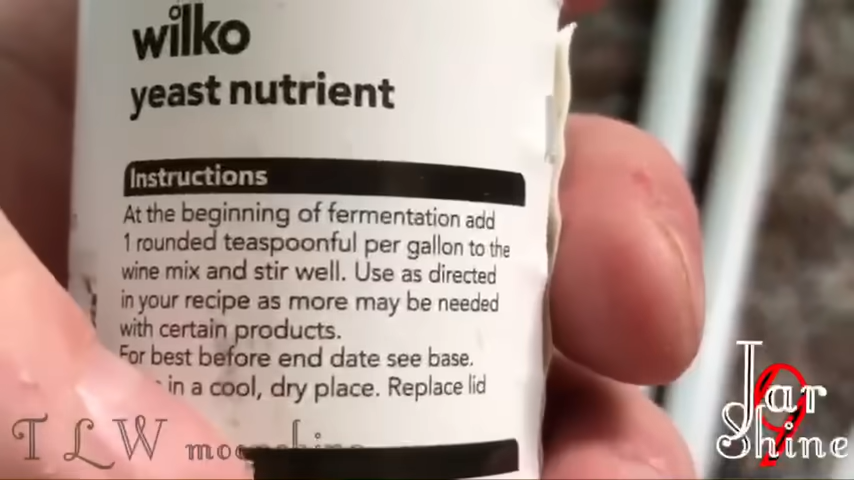 wilko
yeast nutrient
Instructions
At the beginning of fermentation add
1 rounded teaspoonful per gallon to the
wine mix and stir well. Use as directed
in your recipe as more may be needed
with certain products.
For best before end date see base.
in a cool, dry place. Replace lid
T L W moonshine
Jar
9
Shine